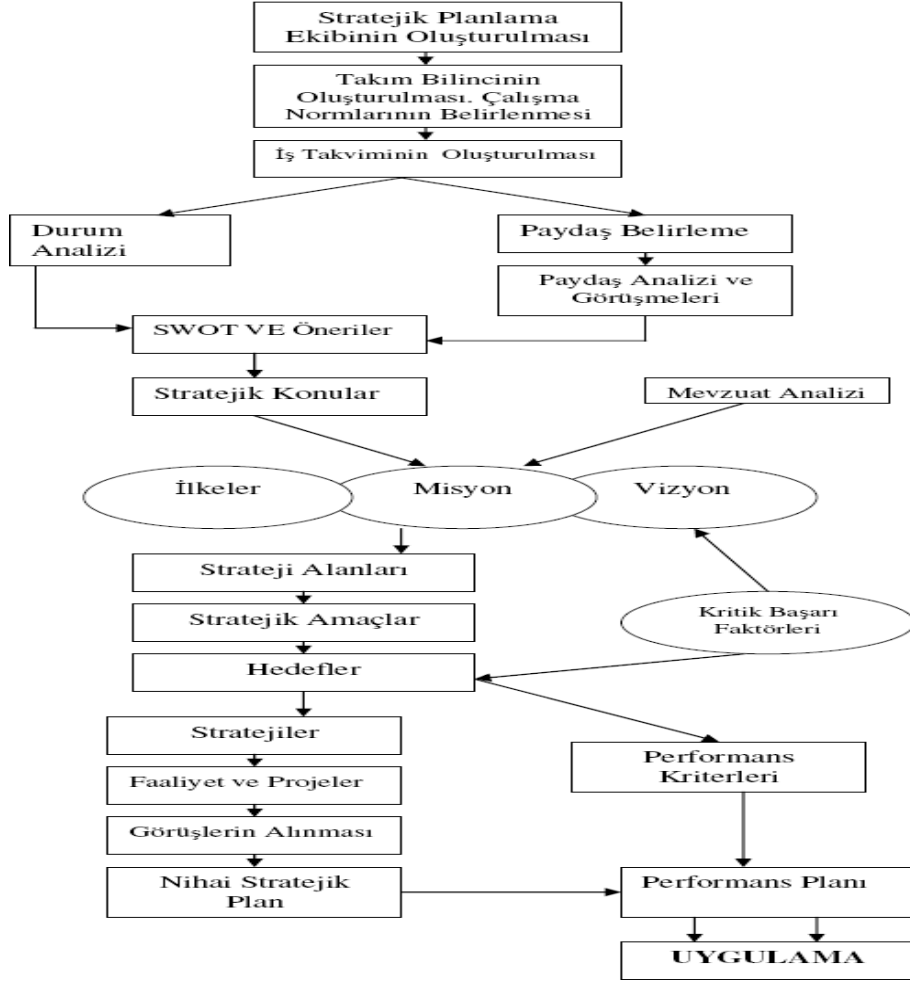 Stratejik Planlama
Ekibinin Oluşturulması
Takım Bilincinin
Oluşturulması. Çalışma
Normlarının Belirlenmesi
İş Takviminin Oluşturulması
Durum
Analizi
Paydaş Belirleme
Paydaş Analizi ve
Görüşmeleri
SWOT VE Öneriler
Stratejik Konular
Mevzuat Analizi
İlkeler
Misyon
Vizyon
Strateji Alanları
Stratejik Amaçlar
Kritik Başarı
Faktörleri
Hedefler
Stratejiler
Performans
Kriterleri
Faaliyet ve Projeler
Görüşlerin Alınması
Nihai Stratejik
Plan
Performans Planı
UYGULAMA